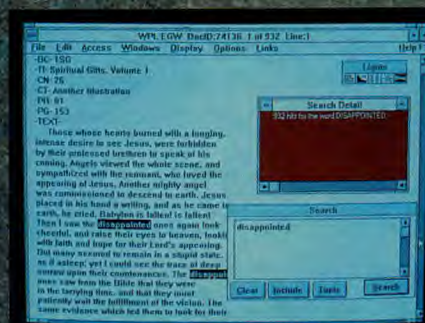 WPL EGW DocID:74136 1 of 932 Line:1
File Edit Access Windows Display Options Links Help!
-DC- 1SG
-TI- Spiritual Gifts. Volume 1
-CN- 26
-CT- Another Illustration
-PR- 01
-PG- 153
-TEXT-
Those whose hearts burned with a longing,
intense desire to see Jesus, were forbidden
by their professed brethren to speak of his
coming. Angels viewed the whole scene, and
sympathized with the remnant, who loved the
appearing of Jesus. Another mighty angel
was commissioned to descend to earth. Jesus
placed in his hand a writing, and as he came to
earth, he cried, Babylon is fallen! is fallen!
Then I saw the disappointed ones again look
cheerful, and raise their eyes to heaven, looki
with faith and hope for their Lord's appearing.
But many seemed to remain in a stupid state,
as if asleep; yet I could see the trace of deep
sorrow upon their countenances. The disappoi
ones saw from the Bible that they were
in the tarrying time, and that they must
patiently wait the fulfillment of the vision. The
same evidence which led them to look for their
Search Detail
932 hits for the word DISAPPOINTED
Search
disappointed
Clear Include Search